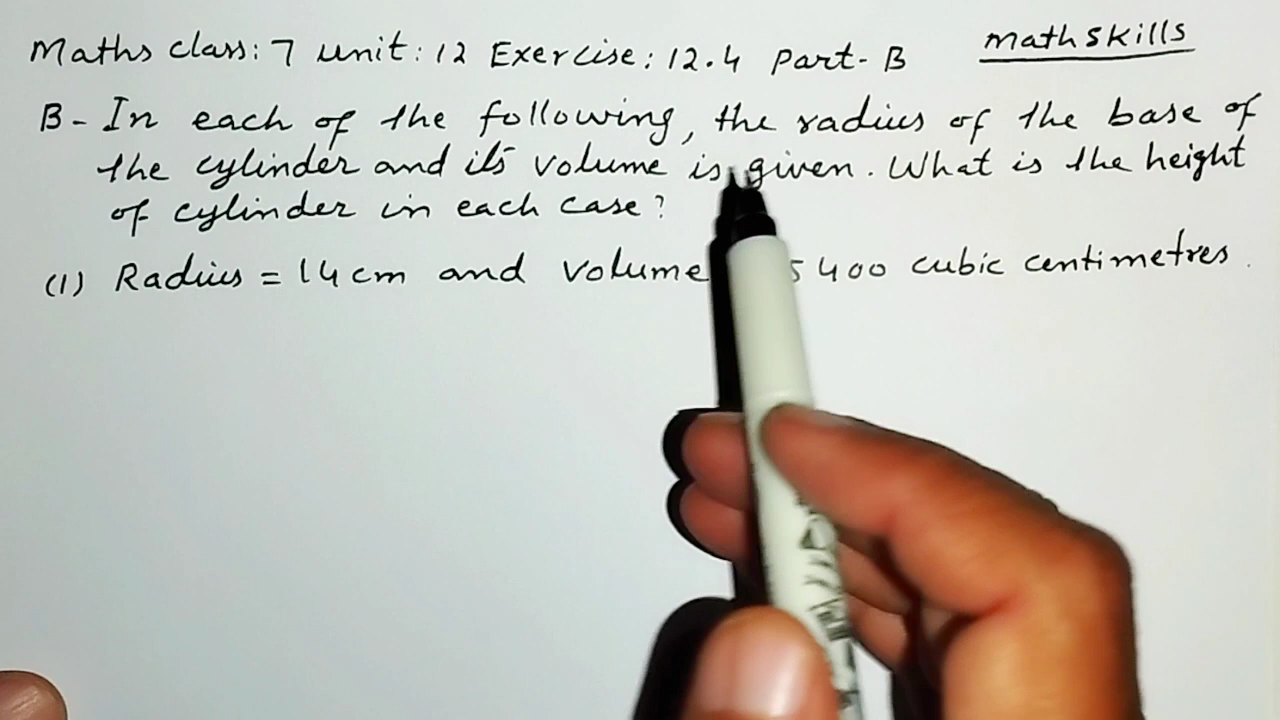 Maths class: 7 unit: 12 Exercise: 12.4 Part-B
mathskills
B- In each of the following, the radius of the base of
the cylinder and its volume is given. What is the height
of cylinder in each case?
(1) Radius = 14 cm and volume 5400 cubic centimetres.